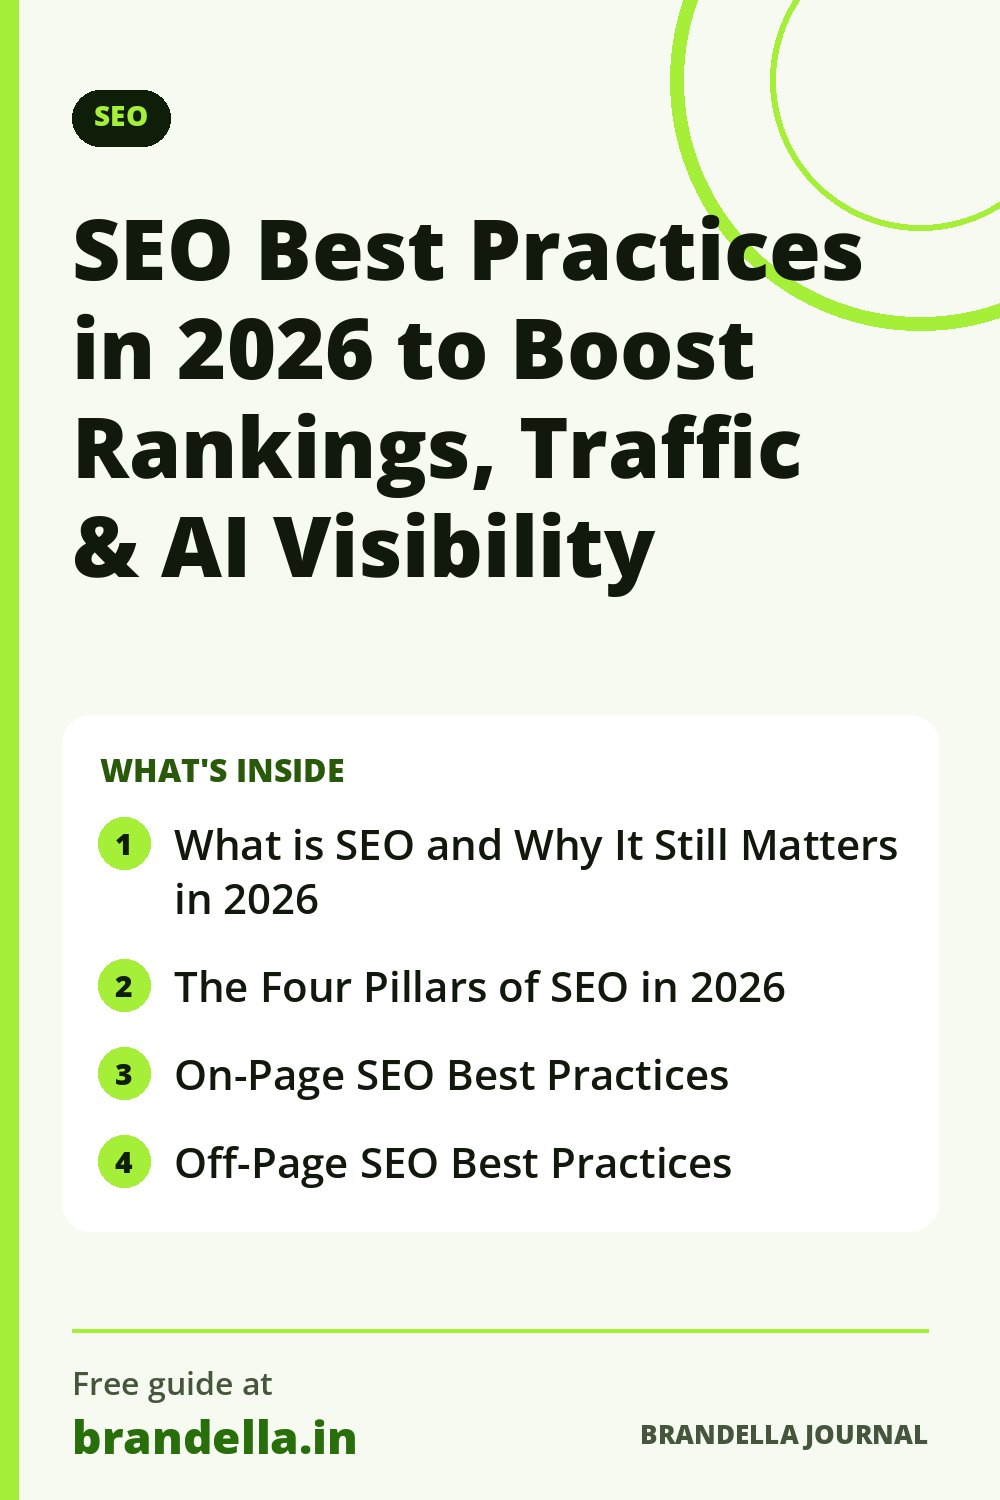 SEO
SEO Best Practices
in 2026 to Boost
Rankings, Traffic
& AI Visibility
WHAT'S INSIDE
1 What is SEO and Why It Still Matters
in 2026
2 The Four Pillars of SEO in 2026
3 On-Page SEO Best Practices
4 Off-Page SEO Best Practices
Free guide at
brandella.in
BRANDELLA JOURNAL